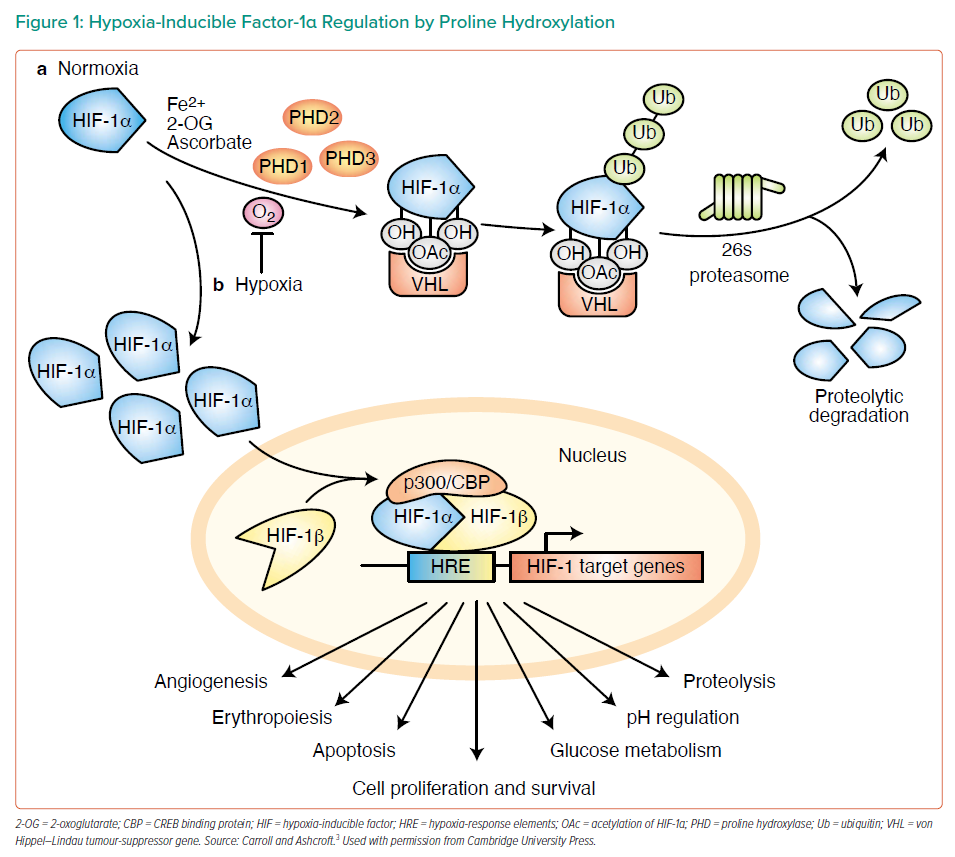 Figure 1: Hypoxia-Inducible Factor-1α Regulation by Proline Hydroxylation
a Normoxia
HIF-1α
Fe2+
2-OG
Ascorbate
PHD2
PHD1
PHD3
O2
b Hypoxia
HIF-1α
OH
OH
OAc
VHL
Ub
Ub
Ub
HIF-1α
OH
OH
OAc
VHL
26s
proteasome
Ub
Ub
Ub
Proteolytic
degradation
HIF-1α
HIF-1α
HIF-1α
HIF-1α
Nucleus
p300/CBP
HIF-1α
HIF-1β
HIF-1β
HRE
HIF-1 target genes
Angiogenesis
Erythropoiesis
Apoptosis
Cell proliferation and survival
Glucose metabolism
pH regulation
Proteolysis
2-OG = 2-oxoglutarate; CBP = CREB binding protein; HIF = hypoxia-inducible factor; HRE = hypoxia-response elements; OAc = acetylation of HIF-1α; PHD = proline hydroxylase; Ub = ubiquitin; VHL = von
Hippel–Lindau tumour-suppressor gene. Source: Carroll and Ashcroft.3 Used with permission from Cambridge University Press.